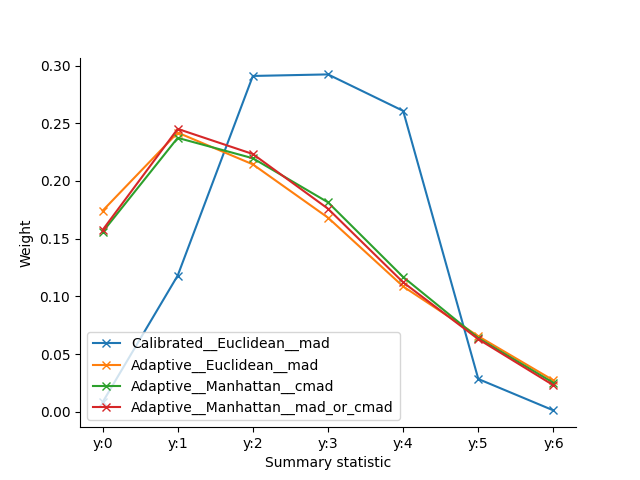 0.30
0.25
0.20
0.15
0.10
0.05
0.00
Weight
Calibrated__Euclidean__mad
Adaptive__Euclidean__mad
Adaptive__Manhattan__cmad
Adaptive__Manhattan__mad_or_cmad
y:0 y:1 y:2 y:3 y:4 y:5 y:6
Summary statistic